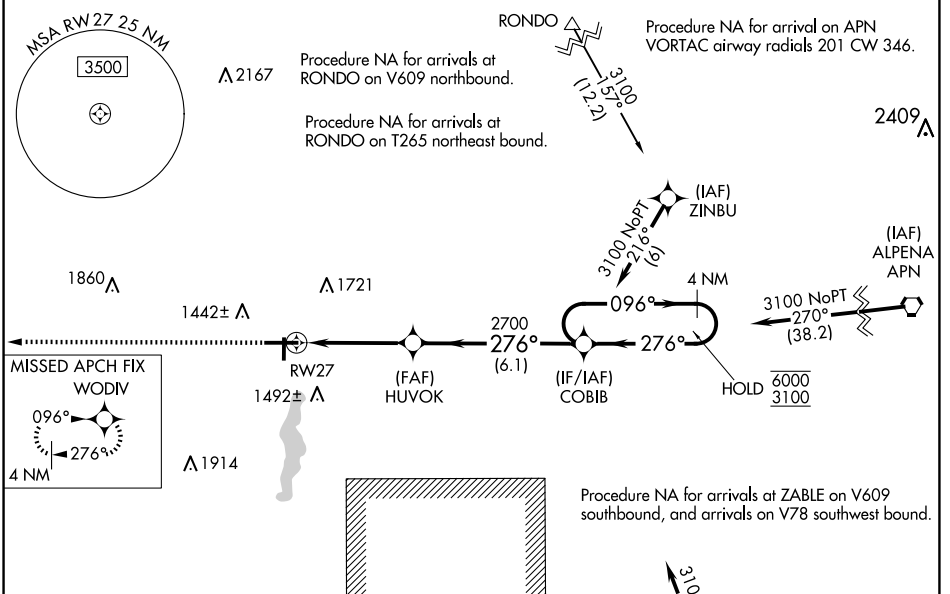 MSA RW27 25 NM
3500
2167
Procedure NA for arrivals at
RONDO on V609 northbound.
Procedure NA for arrivals at
RONDO on T265 northeast bound.
RONDO
3100
157°
(12.2)
Procedure NA for arrival on APN
VORTAC airway radials 201 CW 346.
2409
(IAF)
ZINBU
3100 NoPT
216°
(6)
(IAF)
ALPENA
APN
3100 NoPT
270°
(38.2)
4 NM
096°
276°
HOLD
6000
3100
1860
1721
1442±
2700
276°
(6.1)
RW27
(FAF)
HUVOK
(IF/IAF)
COBIB
1492±
MISSED APCH FIX
WODIV
096°
276°
4 NM
1914
Procedure NA for arrivals at ZABLE on V609
southbound, and arrivals on V78 southwest bound.
310